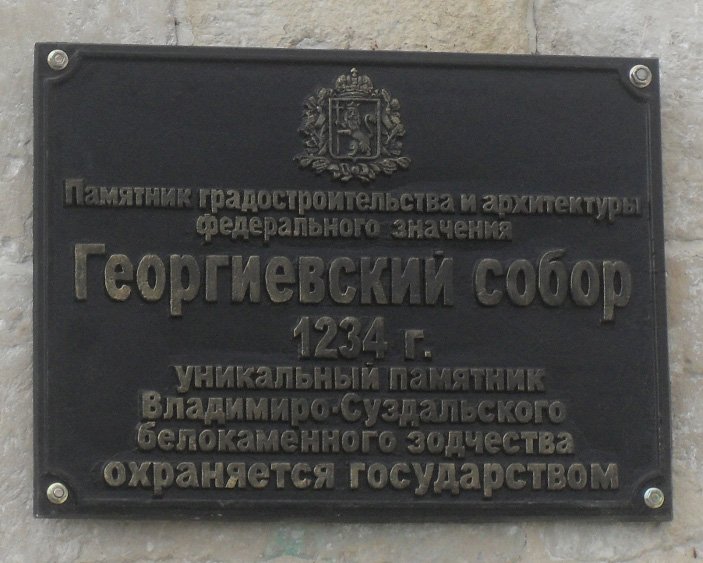 Памятник градостроительства и архитектуры
федерального значения
Георгиевский собор
1234 г.
уникальный памятник
Владимиро-Суздальского
белокаменного зодчества
охраняется государством